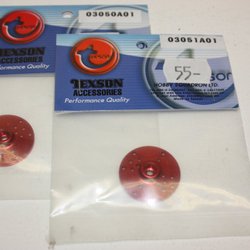 03050A01
TEXSON
ACCESSORIES
Performance Quality
03051A01
55-
TEXSON
ACCESSORIES
Performance Quality
HOBBY SQUADRON LTD.